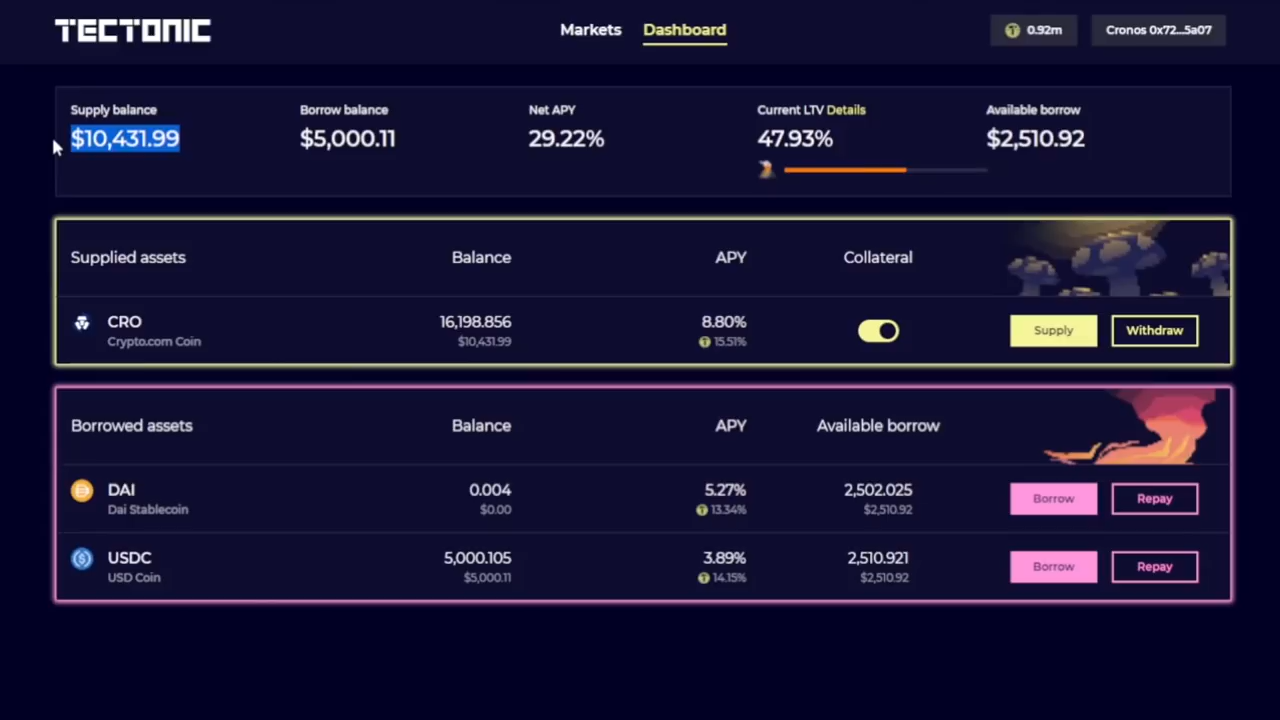 TECTONIC
Markets Dashboard
0.92m
Cronos 0x72...5a07
Supply balance Borrow balance Net APY Current LTV Details Available borrow
$10,431.99 $5,000.11 29.22% 47.93% $2,510.92
Supplied assets Balance APY Collateral
CRO 16,198.856 8.80%
Crypto.com Coin $10,431.99 15.51%
Supply Withdraw
Borrowed assets Balance APY Available borrow
DAI 0.004 5.27% 2,502.025
Dai Stablecoin $0.00 13.34% $2,510.92
Borrow Repay
USDC 5,000.105 3.89% 2,510.921
USD Coin $5,000.11 14.15% $2,510.92
Borrow Repay